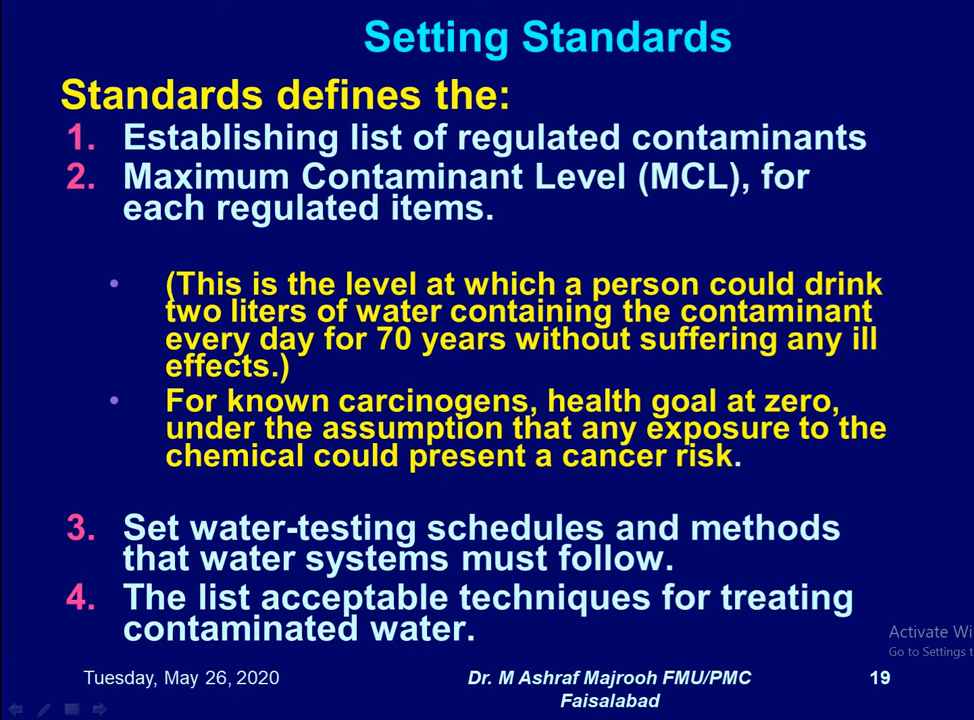 Setting Standards
Standards defines the:
1. Establishing list of regulated contaminants
2. Maximum Contaminant Level (MCL), for
each regulated items.
• (This is the level at which a person could drink
two liters of water containing the contaminant
every day for 70 years without suffering any ill
effects.)
• For known carcinogens, health goal at zero,
under the assumption that any exposure to the
chemical could present a cancer risk.
3. Set water-testing schedules and methods
that water systems must follow.
4. The list acceptable techniques for treating
contaminated water.
Activate Wi
Go to Settings t
Tuesday, May 26, 2020 Dr. M Ashraf Majrooh FMU/PMC 19
Faisalabad